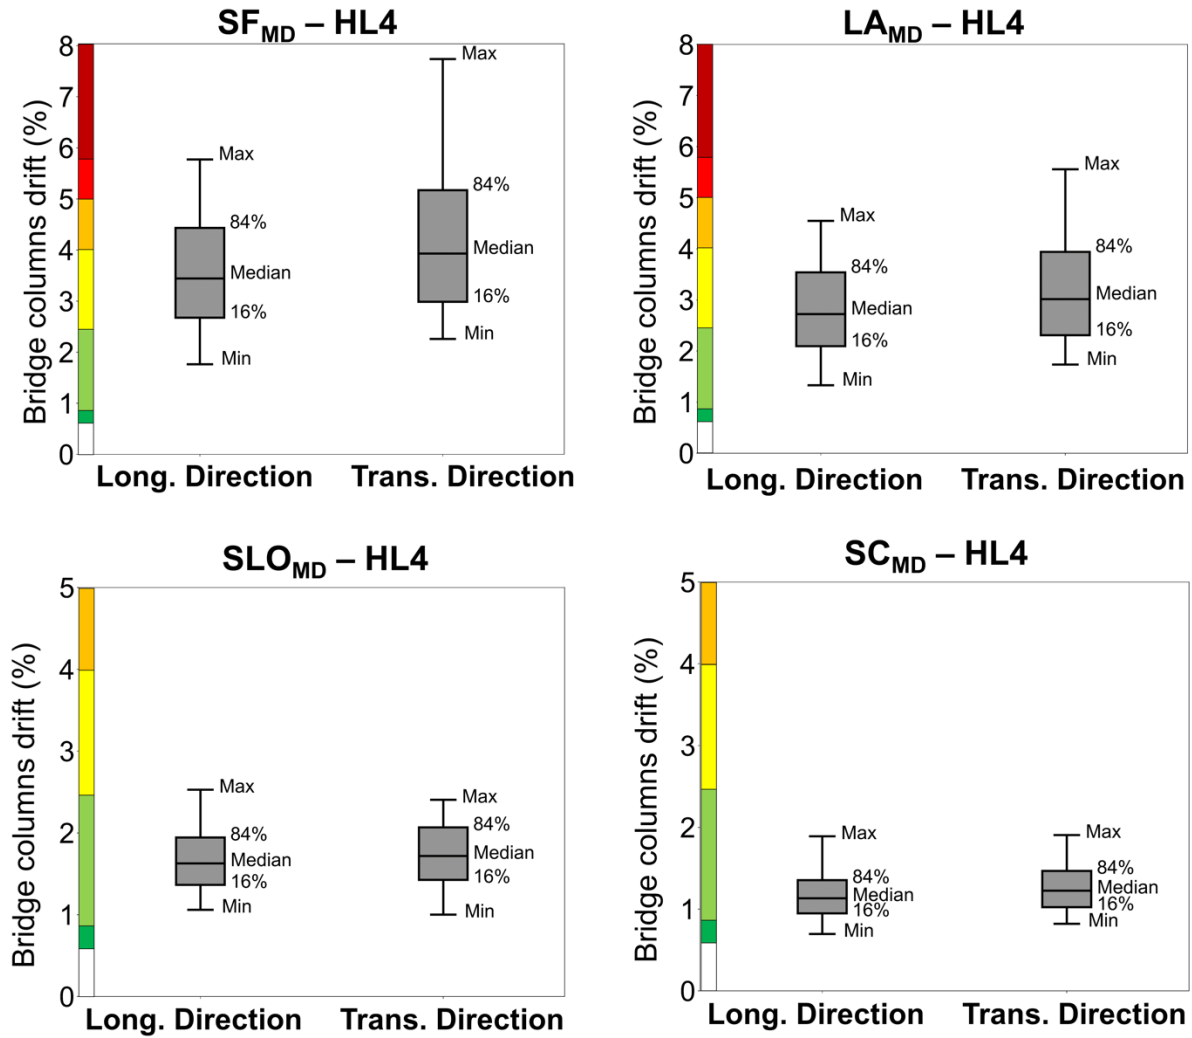 SF_MD – HL4
Bridge columns drift (%)
8
7
6
5
4
3
2
1
0
Max
84%
Median
16%
Min
Max
84%
Median
16%
Min
Long. Direction
Trans. Direction
LA_MD – HL4
Bridge columns drift (%)
8
7
6
5
4
3
2
1
0
Max
84%
Median
16%
Min
Max
84%
Median
16%
Min
Long. Direction
Trans. Direction
SLO_MD – HL4
Bridge columns drift (%)
5
4
3
2
1
0
Max
84%
Median
16%
Min
Max
84%
Median
16%
Min
Long. Direction
Trans. Direction
SC_MD – HL4
Bridge columns drift (%)
5
4
3
2
1
0
Max
84%
Median
16%
Min
Max
84%
Median
16%
Min
Long. Direction
Trans. Direction